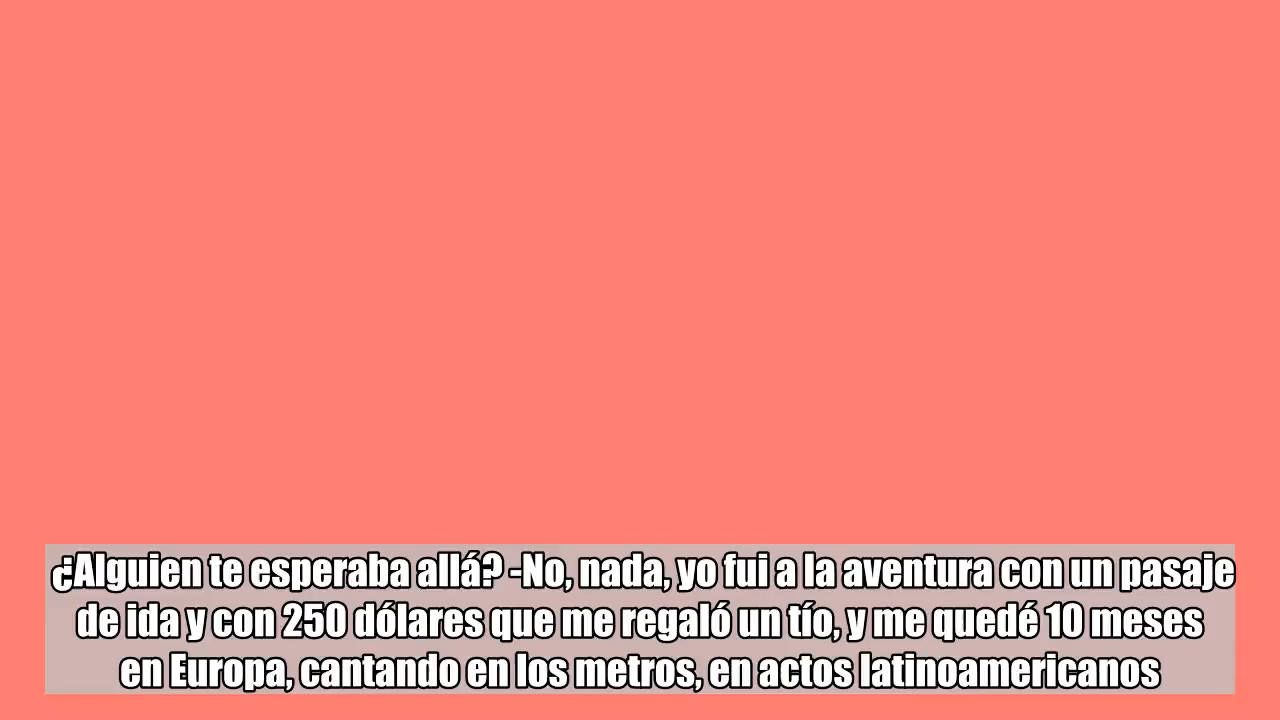 ¿Alguien te esperaba allá? -No, nada, yo fui a la aventura con un pasaje
de ida y con 250 dólares que me regaló un tío, y me quedé 10 meses
en Europa, cantando en los metros, en actos latinoamericanos